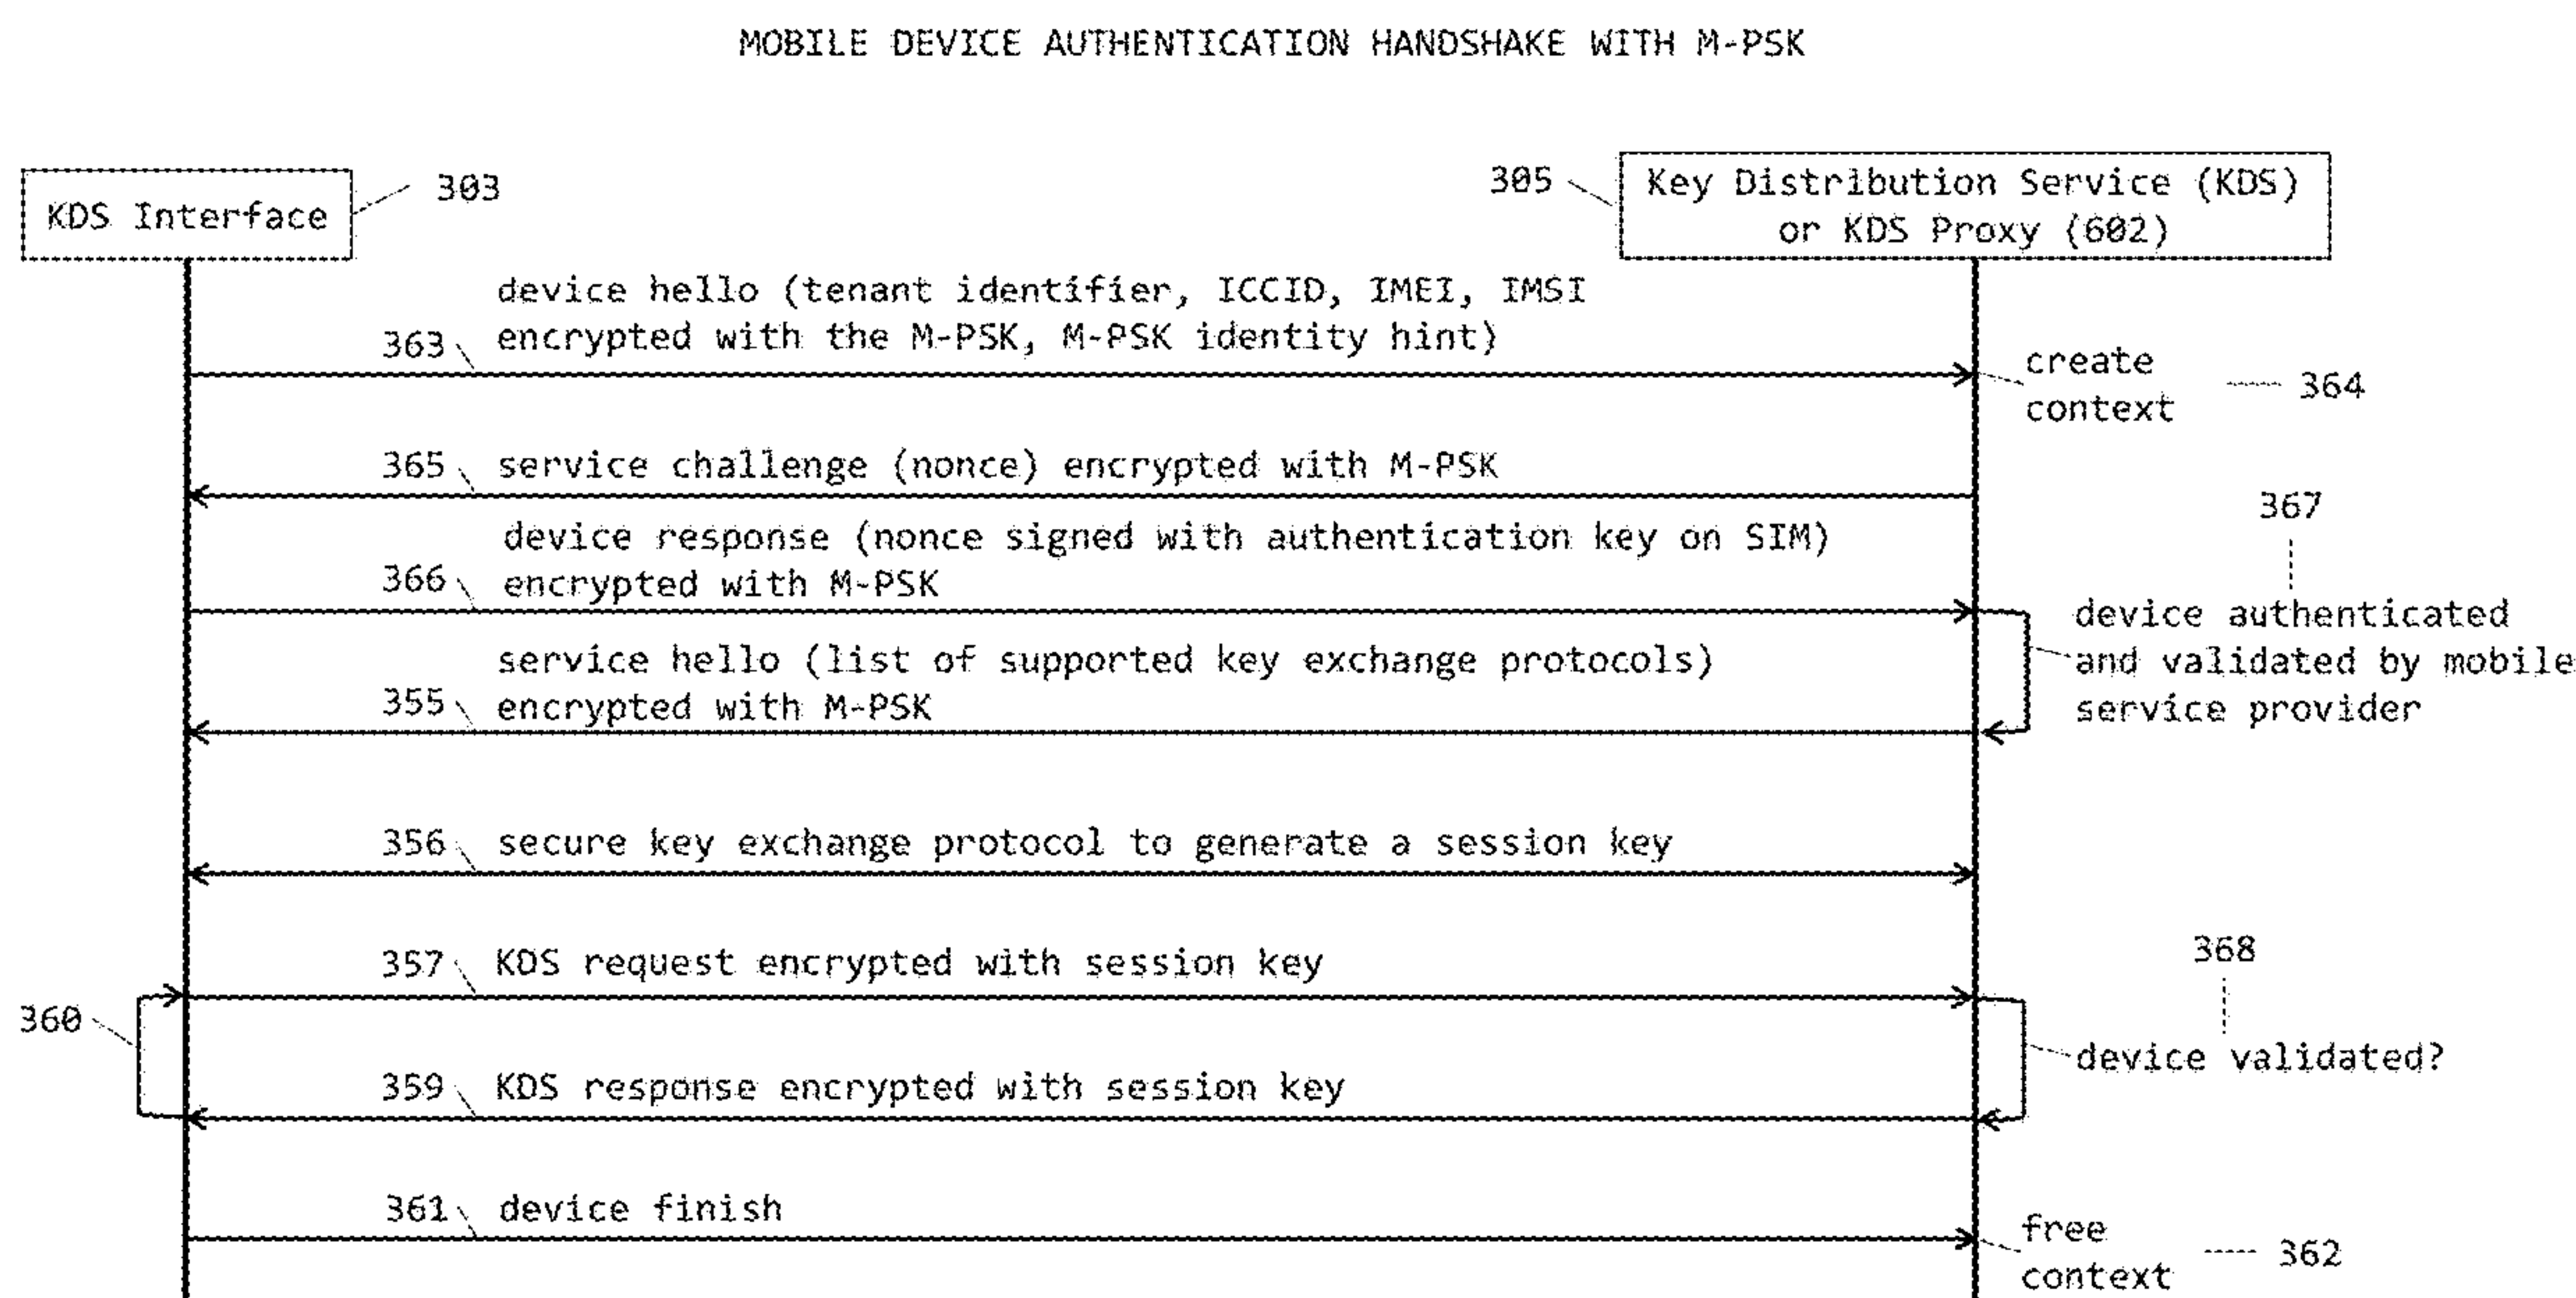 MOBILE DEVICE AUTHENTICATION HANDSHAKE WITH M-PSK
KDS Interface
303
305
Key Distribution Service (KDS)
or KDS Proxy (602)
device hello (tenant identifier, ICCID, IMEI, IMSI
encrypted with the M-PSK, M-PSK identity hint)
363
create
context
364
365
service challenge (nonce) encrypted with M-PSK
367
device response (nonce signed with authentication key on SIM)
encrypted with M-PSK
366
device authenticated
and validated by mobile
service provider
service hello (list of supported key exchange protocols)
encrypted with M-PSK
355
356
secure key exchange protocol to generate a session key
357
KDS request encrypted with session key
368
360
device validated?
359
KDS response encrypted with session key
361
device finish
free
context
362